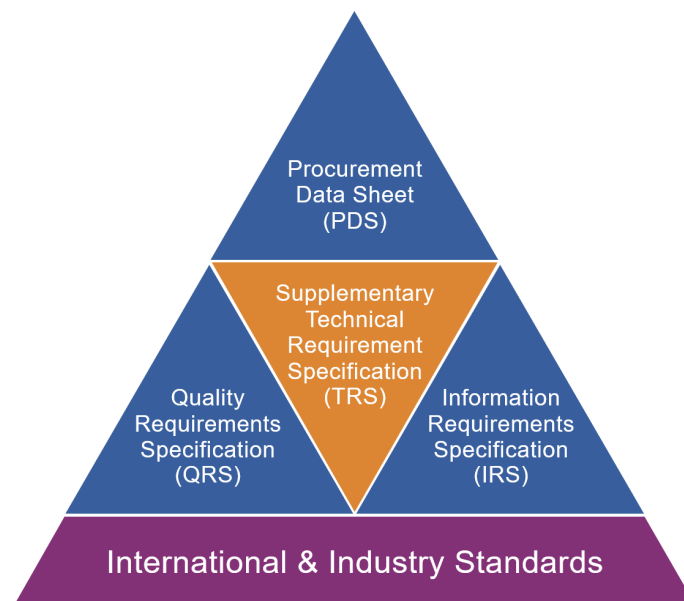 Procurement
Data Sheet
(PDS)
Supplementary
Technical
Requirement
Specification
(TRS)
Quality
Requirements
Specification
(QRS)
Information
Requirements
Specification
(IRS)
International & Industry Standards